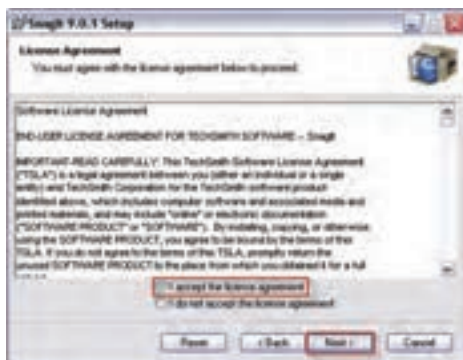 SnagIt 9.0.1 Setup
License Agreement
You must agree with the license agreement below to proceed.
Software License Agreement
END-USER LICENSE AGREEMENT FOR TECHSMITH SOFTWARE – SnagIt
IMPORTANT-READ CAREFULLY: This TechSmith Software License Agreement
("TSLA") is a legal agreement between you (either an individual or a single
entity) and TechSmith Corporation for the TechSmith software product
identified above, which includes computer software and associated media and
printed materials, and may include "online" or electronic documentation
("SOFTWARE PRODUCT" or "SOFTWARE"). By installing, copying, or otherwise
using the SOFTWARE PRODUCT, you agree to be bound by the terms of this
TSLA. If you do not agree to the terms of this TSLA, promptly return the
unused SOFTWARE PRODUCT to the place from which you obtained it for a full
I accept the license agreement
I do not accept the license agreement
Reset
< Back
Next >
Cancel